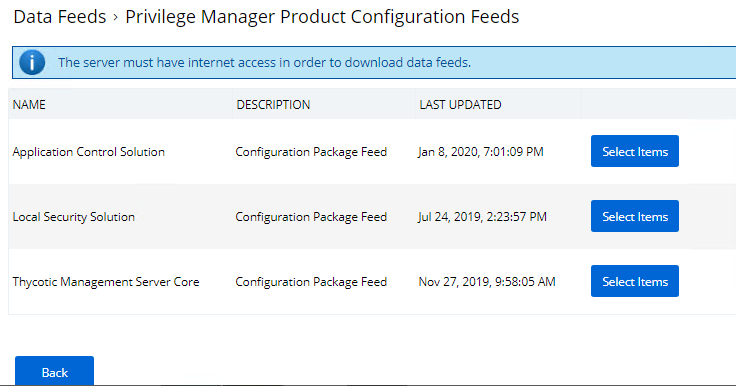 Data Feeds › Privilege Manager Product Configuration Feeds
The server must have internet access in order to download data feeds.
NAME DESCRIPTION LAST UPDATED
Application Control Solution Configuration Package Feed Jan 8, 2020, 7:01:09 PM Select Items
Local Security Solution Configuration Package Feed Jul 24, 2019, 2:23:57 PM Select Items
Thycotic Management Server Core Configuration Package Feed Nov 27, 2019, 9:58:05 AM Select Items
Back